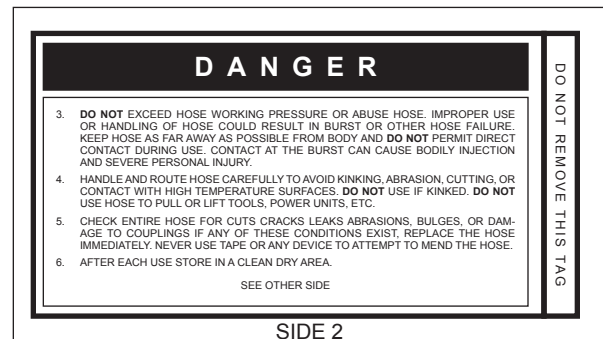 DANGER
3. DO NOT EXCEED HOSE WORKING PRESSURE OR ABUSE HOSE. IMPROPER USE
OR HANDLING OF HOSE COULD RESULT IN BURST OR OTHER HOSE FAILURE.
KEEP HOSE AS FAR AWAY AS POSSIBLE FROM BODY AND DO NOT PERMIT DIRECT
CONTACT DURING USE. CONTACT AT THE BURST CAN CAUSE BODILY INJECTION
AND SEVERE PERSONAL INJURY.
4. HANDLE AND ROUTE HOSE CAREFULLY TO AVOID KINKING, ABRASION, CUTTING, OR
CONTACT WITH HIGH TEMPERATURE SURFACES. DO NOT USE IF KINKED. DO NOT
USE HOSE TO PULL OR LIFT TOOLS, POWER UNITS, ETC.
5. CHECK ENTIRE HOSE FOR CUTS CRACKS LEAKS ABRASIONS, BULGES, OR DAM-
AGE TO COUPLINGS IF ANY OF THESE CONDITIONS EXIST, REPLACE THE HOSE
IMMEDIATELY. NEVER USE TAPE OR ANY DEVICE TO ATTEMPT TO MEND THE HOSE.
6. AFTER EACH USE STORE IN A CLEAN DRY AREA.
SEE OTHER SIDE
DO NOT REMOVE THIS TAG
SIDE 2